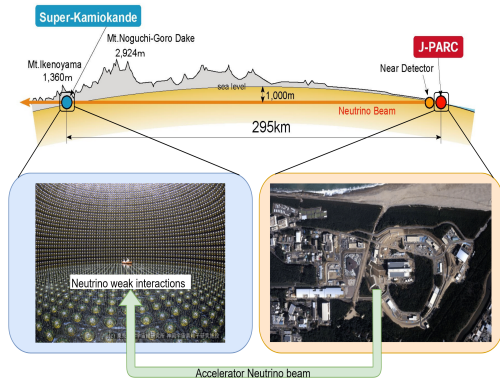 Super-Kamiokande
Mt.Noguchi-Goro Dake
2,924m
Mt.Ikenoyama
1,360m
J-PARC
Near Detector
sea level
1,000m
Neutrino Beam
295km
Neutrino weak interactions
Accelerator Neutrino beam